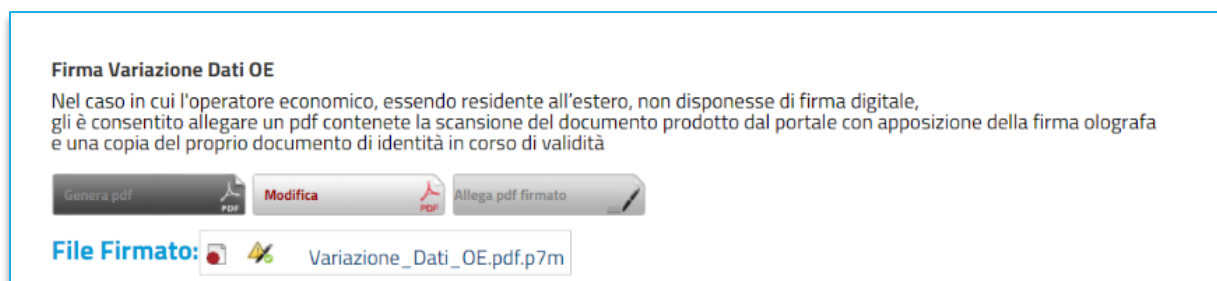 Firma Variazione Dati OE
Nel caso in cui l'operatore economico, essendo residente all’estero, non disponesse di firma digitale,
gli è consentito allegare un pdf contenete la scansione del documento prodotto dal portale con apposizione della firma olografa
e una copia del proprio documento di identità in corso di validità
Genera pdf PDF Modifica PDF Allega pdf firmato
File Firmato: Variazione_Dati_OE.pdf.p7m